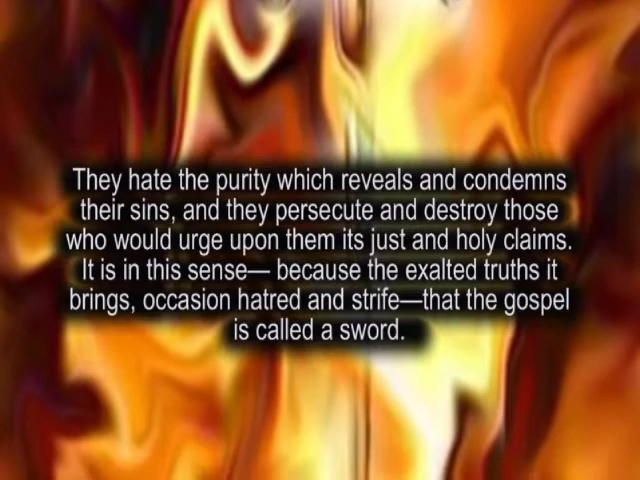 They hate the purity which reveals and condemns
their sins, and they persecute and destroy those
who would urge upon them its just and holy claims.
It is in this sense— because the exalted truths it
brings, occasion hatred and strife—that the gospel
is called a sword.